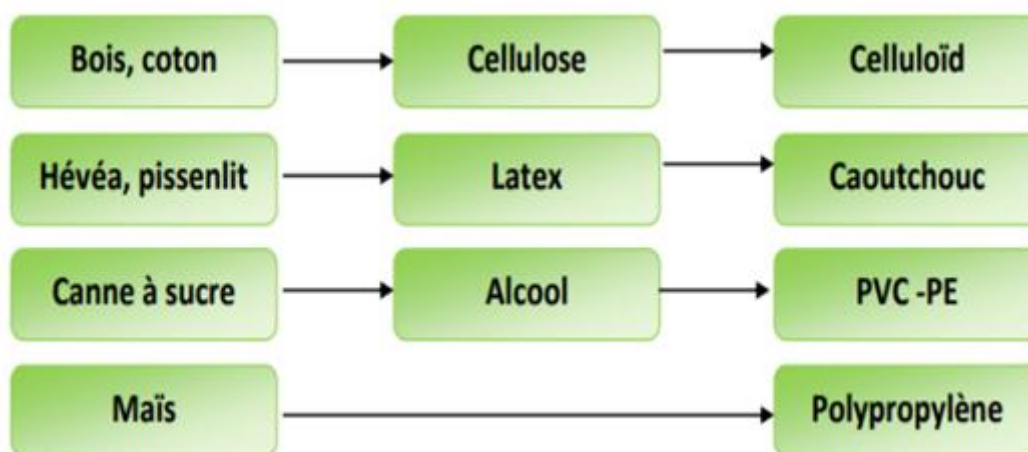 Bois, coton
Cellulose
Celluloïd
Hévéa, pissenlit
Latex
Caoutchouc
Canne à sucre
Alcool
PVC -PE
Maïs
Polypropylène